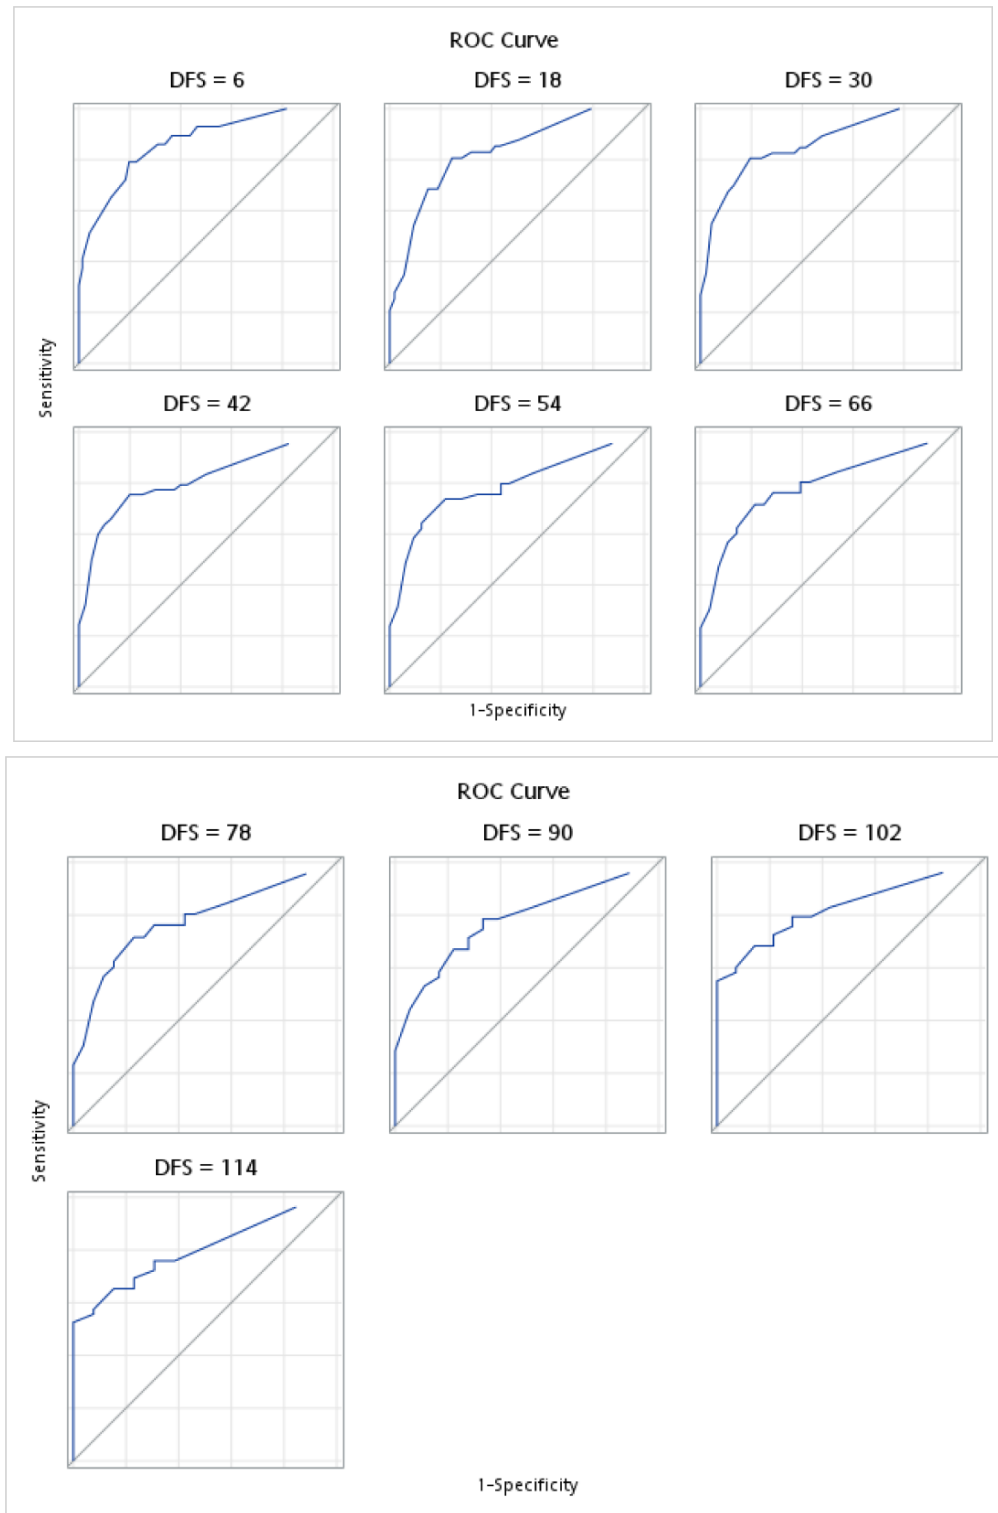 ROC Curve
DFS = 6
DFS = 18
DFS = 30
Sensitivity
DFS = 42
DFS = 54
DFS = 66
1-Specificity
ROC Curve
DFS = 78
DFS = 90
DFS = 102
Sensitivity
DFS = 114
1-Specificity